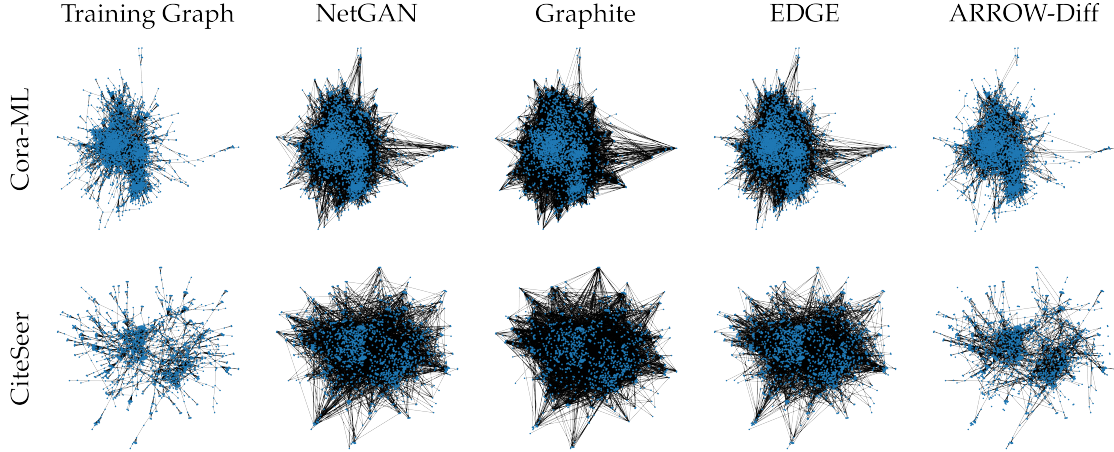 Training Graph NetGAN Graphite EDGE ARROW-Diff
Cora-ML
CiteSeer